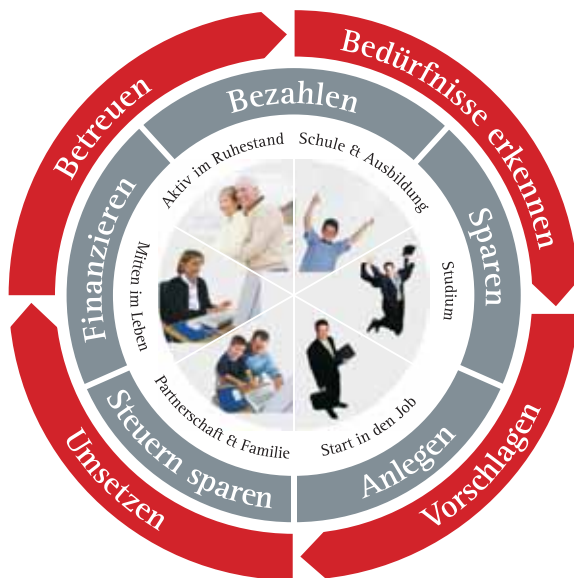 Bedürfnisse erkennen
Vorschlagen
Umsetzen
Betreuen
Bezahlen
Sparen
Anlegen
Steuern sparen
Finanzieren
Schule & Ausbildung
Studium
Start in den Job
Partnerschaft & Familie
Mitten im Leben
Aktiv im Ruhestand